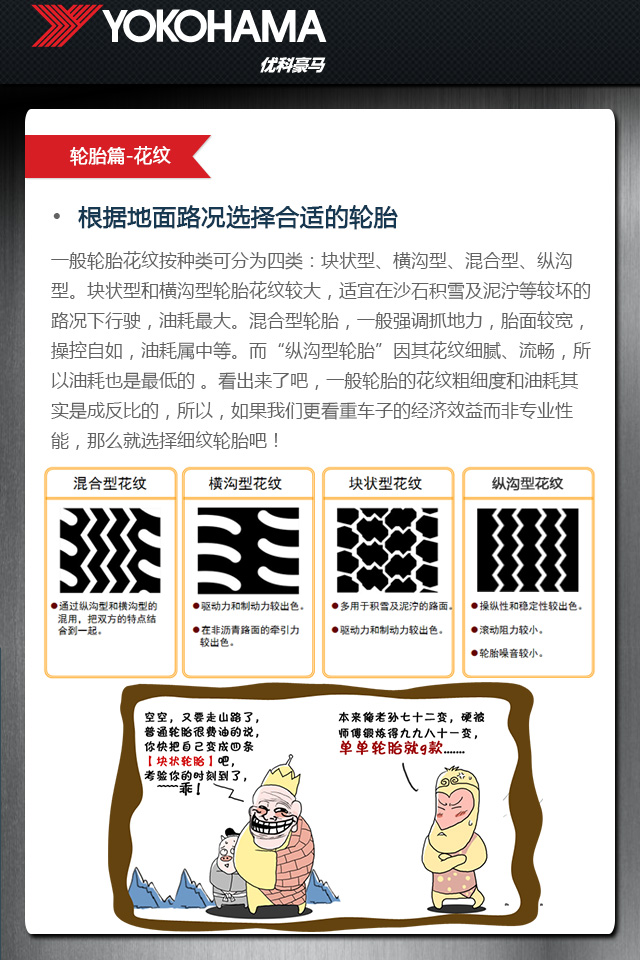 YOKOHAMA
优科豪马
轮胎篇-花纹
• 根据地面路况选择合适的轮胎
一般轮胎花纹按种类可分为四类：块状型、横沟型、混合型、纵沟
型。块状型和横沟型轮胎花纹较大，适宜在沙石积雪及泥泞等较坏的
路况下行驶，油耗最大。混合型轮胎，一般强调抓地力，胎面较宽，
操控自如，油耗属中等。而“纵沟型轮胎”因其花纹细腻、流畅，所
以油耗也是最低的 。看出来了吧，一般轮胎的花纹粗细度和油耗其
实是成反比的，所以，如果我们更看重车子的经济效益而非专业性
能，那么就选择细纹轮胎吧！
混合型花纹
●通过纵沟型和横沟型的
混用，把双方的特点结
合到一起。
横沟型花纹
●驱动力和制动力较出色。
●在非沥青路面的牵引力
较出色。
块状型花纹
●多用于积雪及泥泞的路面。
●驱动力和制动力较出色。
纵沟型花纹
●操纵性和稳定性较出色。
●滚动阻力较小。
●轮胎噪音较小。
空空，又要走山路了，
普通轮胎很费油的说，
你快把自己变成四条
【块状轮胎】吧，
考验你的时刻到了，
~~~~乖！
本来俺老孙七十二变，硬被
师傅锻炼得九九八十一变，
单单轮胎就9款.......